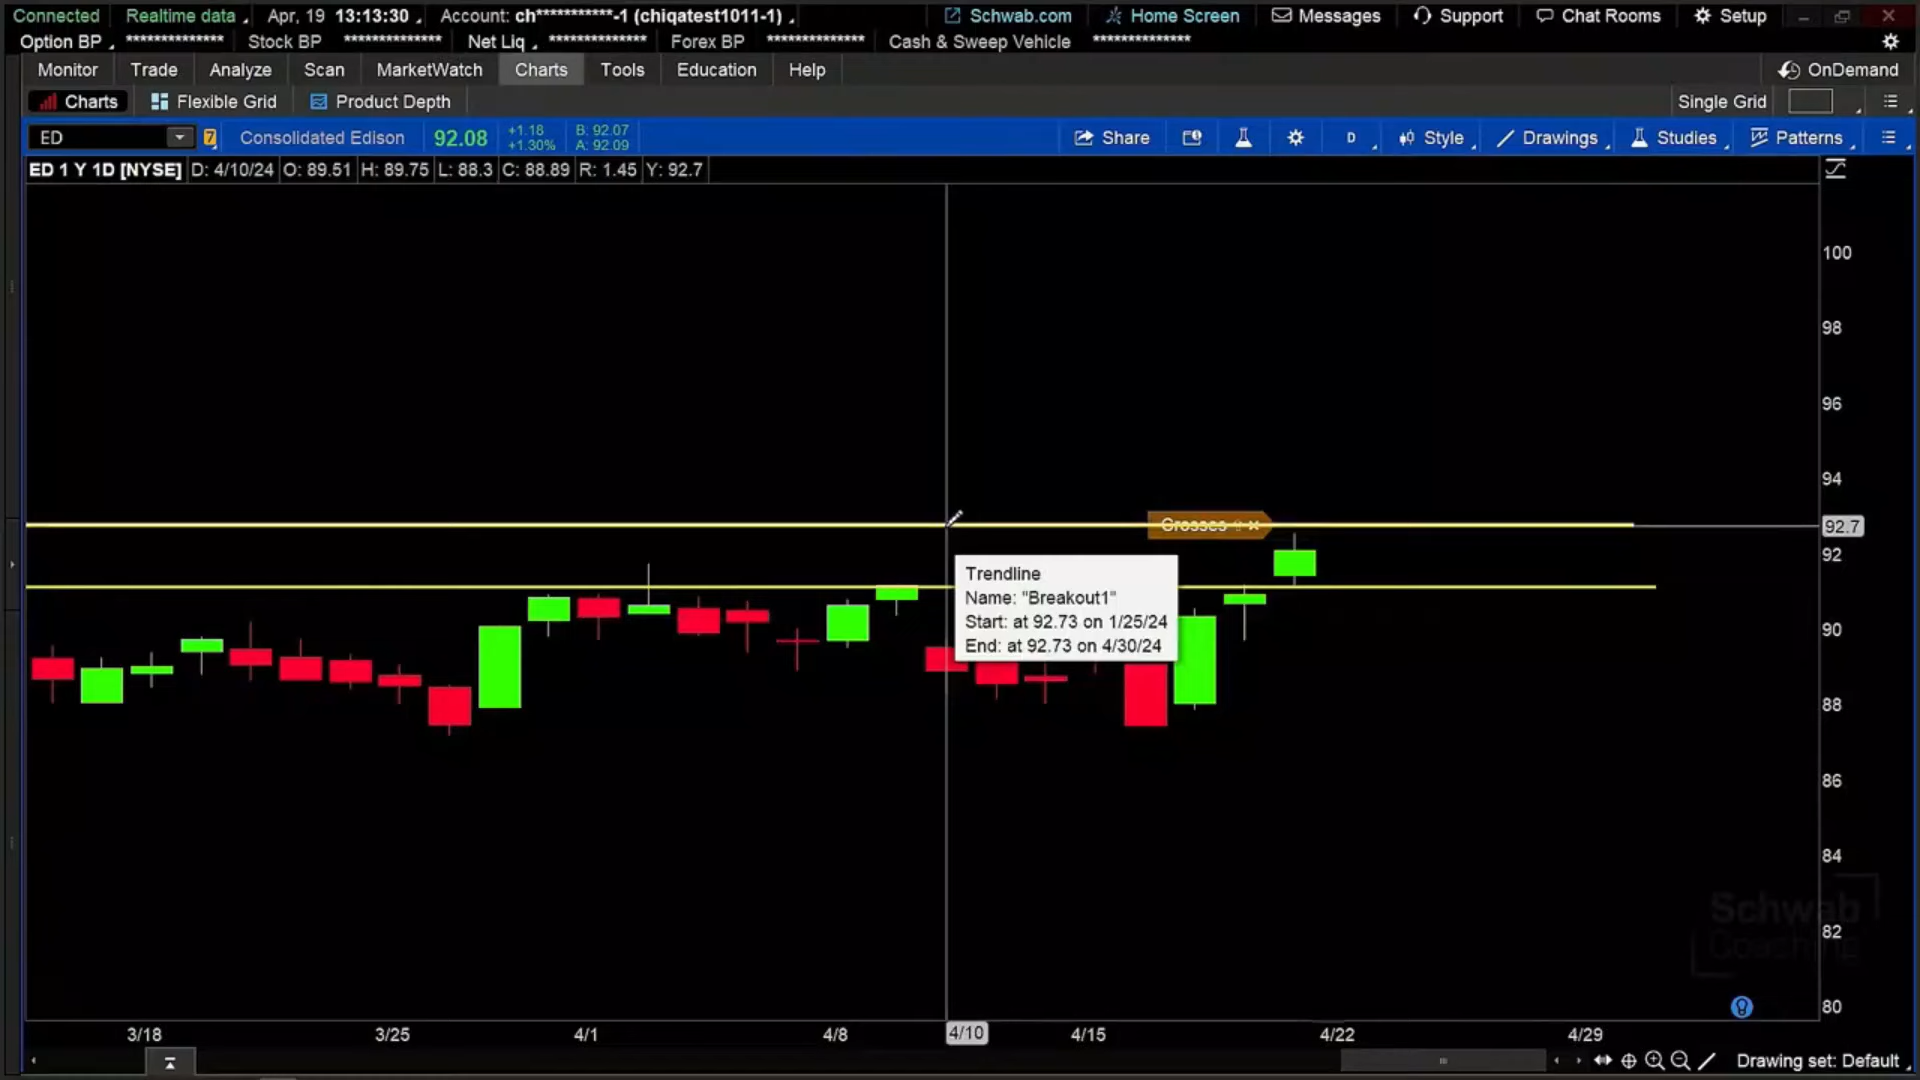 Connected Realtime data Apr, 19 13:13:30 Account: ch***********-1 (chiqatest1011-1) Schwab.com Home Screen Messages Support Chat Rooms Setup
Option BP ************** Stock BP ************** Net Liq ************** Forex BP ************** Cash & Sweep Vehicle **************
Monitor Trade Analyze Scan MarketWatch Charts Tools Education Help OnDemand
Charts Flexible Grid Product Depth Single Grid
ED 7 Consolidated Edison 92.08 +1.18 B: 92.07 Share D Style Drawings Studies Patterns
+1.30% A: 92.09
ED 1 Y 1D [NYSE] D: 4/10/24 O: 89.51 H: 89.75 L: 88.3 C: 88.89 R: 1.45 Y: 92.7
100
98
96
94
Crosses 92.7
92
Trendline
Name: "Breakout1"
Start: at 92.73 on 1/25/24
End: at 92.73 on 4/30/24
90
88
86
84
Schwab
82
Coaching
80
3/18 3/25 4/1 4/8 4/10 4/15 4/22 4/29
Drawing set: Default